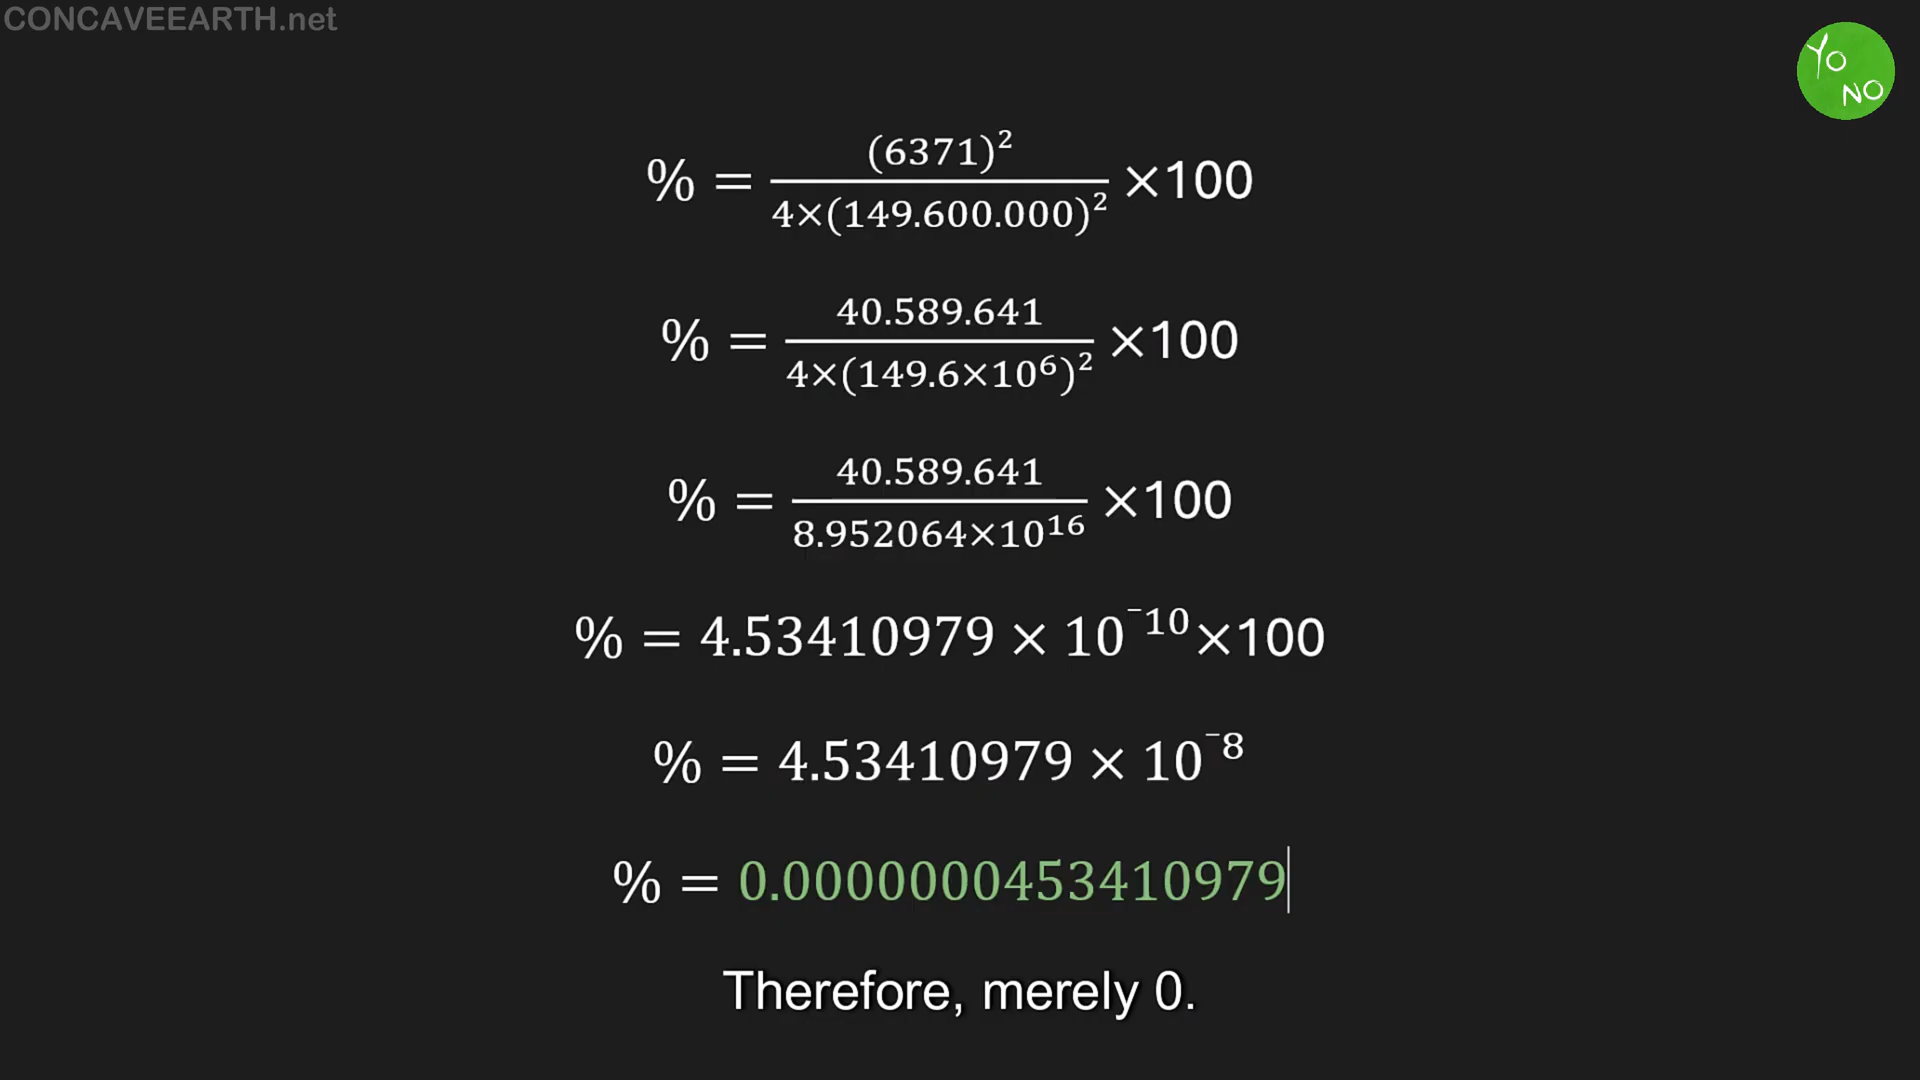 CONCAVEEARTH.net
YO
NO
% = (6371)² / 4×(149.600.000)² ×100
% = 40.589.641 / 4×(149.6×10⁶)² ×100
% = 40.589.641 / 8.952064×10¹⁶ ×100
% = 4.53410979 × 10⁻¹⁰×100
% = 4.53410979 × 10⁻⁸
% = 0.0000000453410979
Therefore, merely 0.